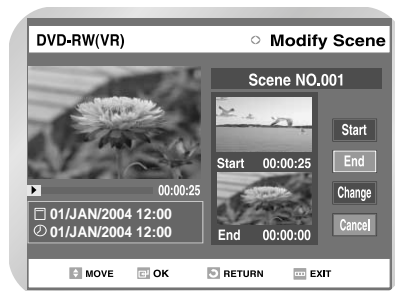 DVD-RW(VR) Modify Scene
Scene NO.001
Start 00:00:25
End 00:00:00
00:00:25
01/JAN/2004 12:00
01/JAN/2004 12:00
Start
End
Change
Cancel
MOVE OK RETURN EXIT